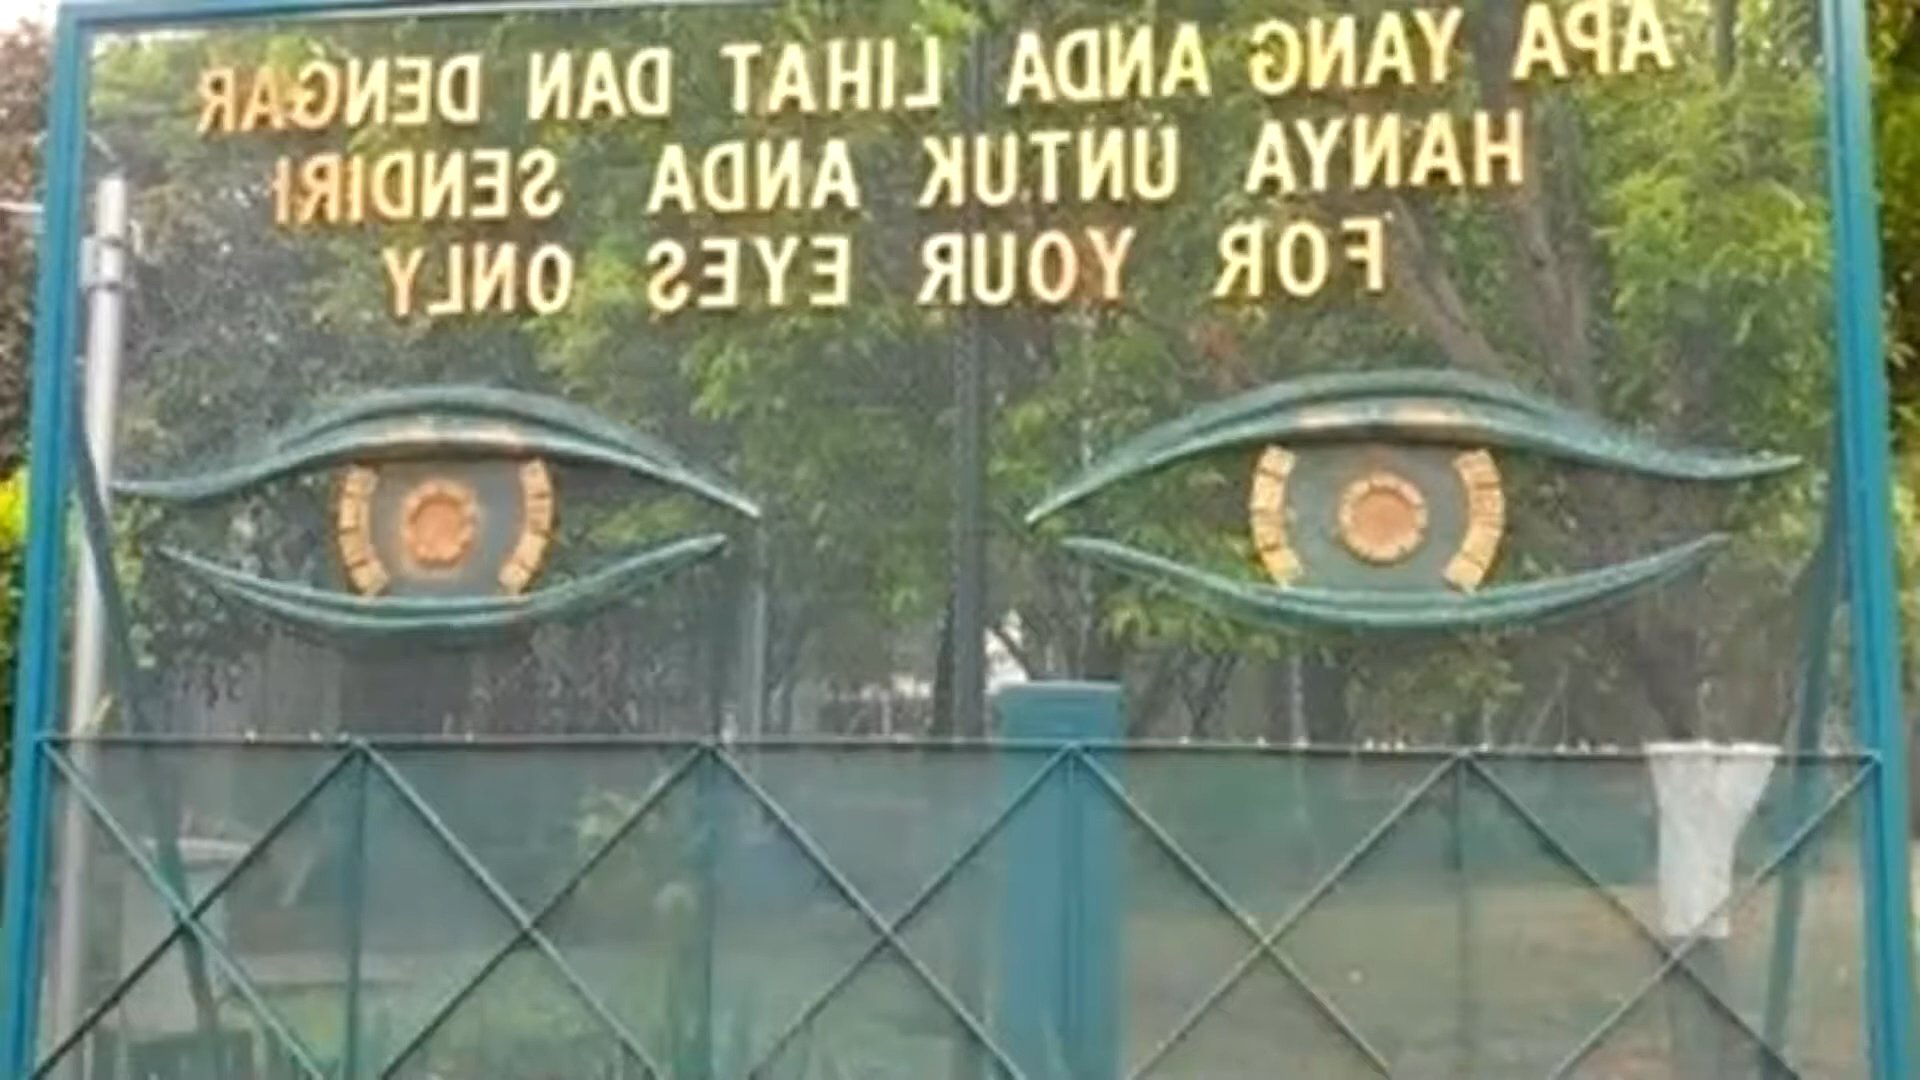 APA YANG ANDA LIHAT DAN DENGAR
HANYA UNTUK ANDA SENDIRI
FOR YOUR EYES ONLY